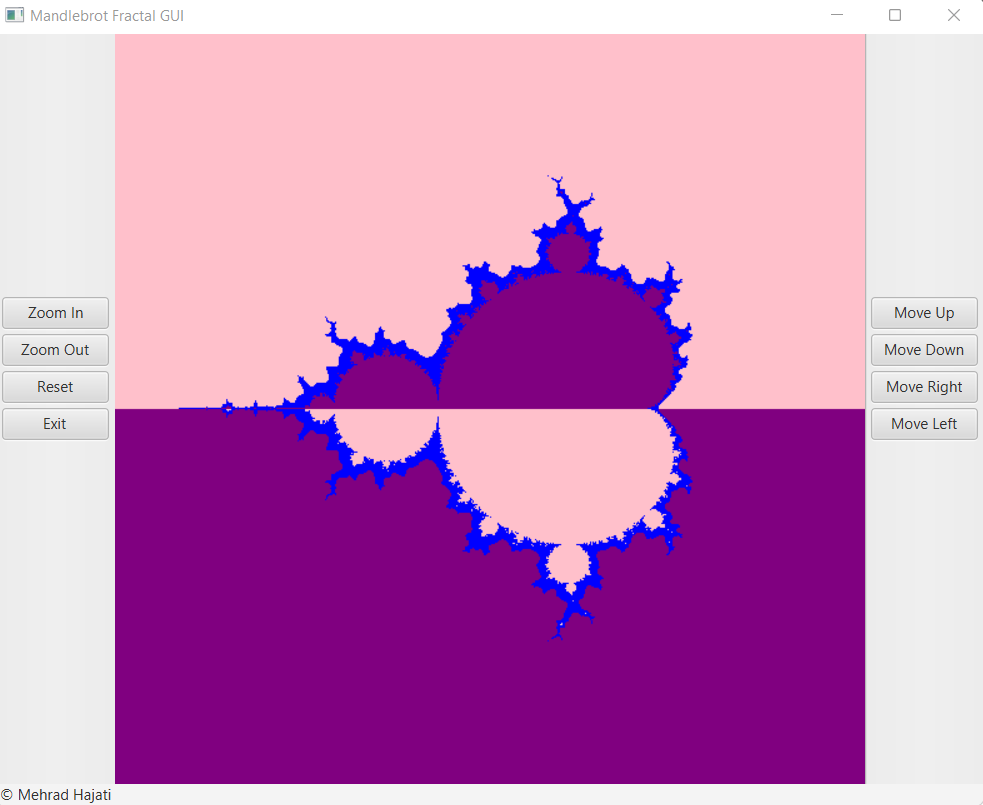 Mandlebrot Fractal GUI
Zoom In
Zoom Out
Reset
Exit
Move Up
Move Down
Move Right
Move Left
© Mehrad Hajati